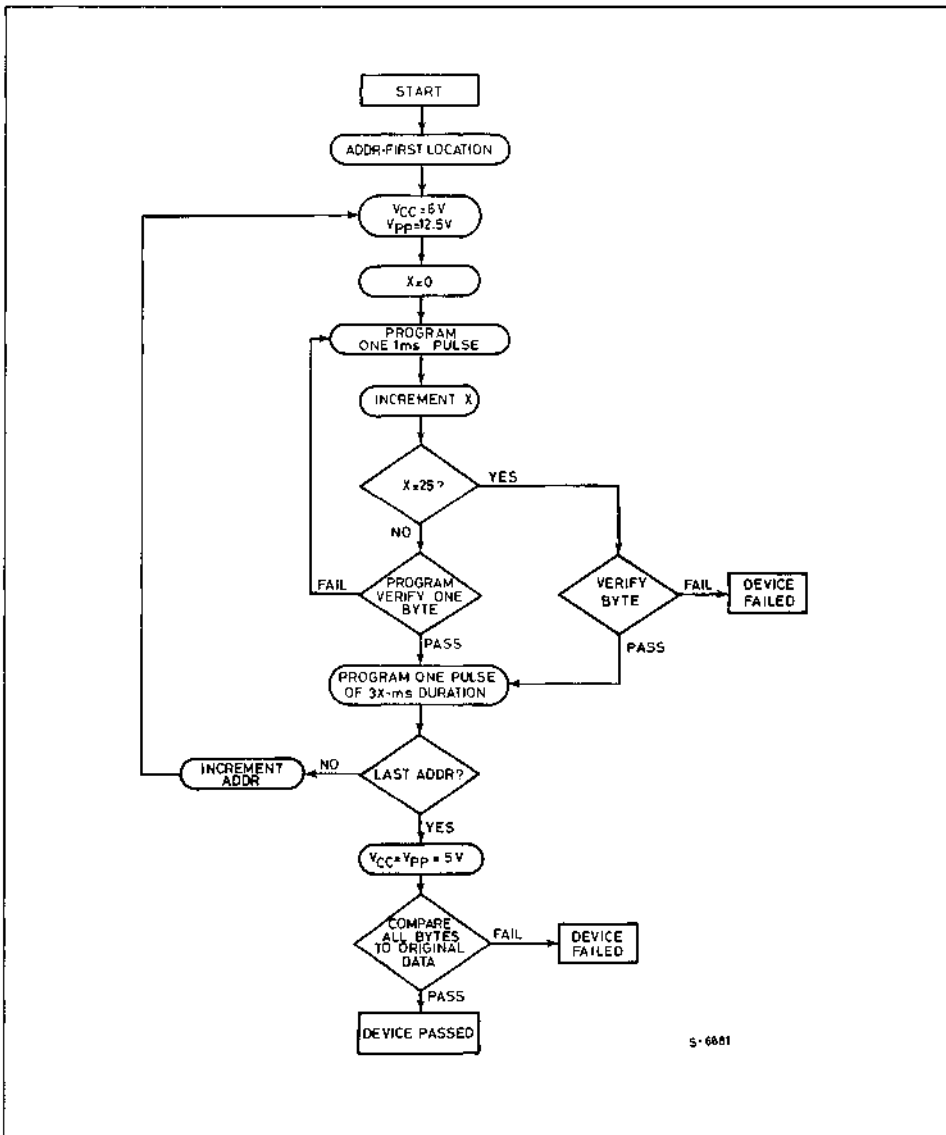 START
ADDR-FIRST LOCATION
VCC=6V
VPP=12.5V
X=0
PROGRAM
ONE 1ms PULSE
INCREMENT X
X=25?
YES
NO
PROGRAM
VERIFY ONE
BYTE
FAIL
VERIFY
BYTE
FAIL
DEVICE
FAILED
PASS
PASS
PROGRAM ONE PULSE
OF 3X-ms DURATION
LAST ADDR?
NO
INCREMENT
ADDR
YES
VCC=VPP=5V
COMPARE
ALL BYTES
TO ORIGINAL
DATA
FAIL
DEVICE
FAILED
PASS
DEVICE PASSED
S-6881